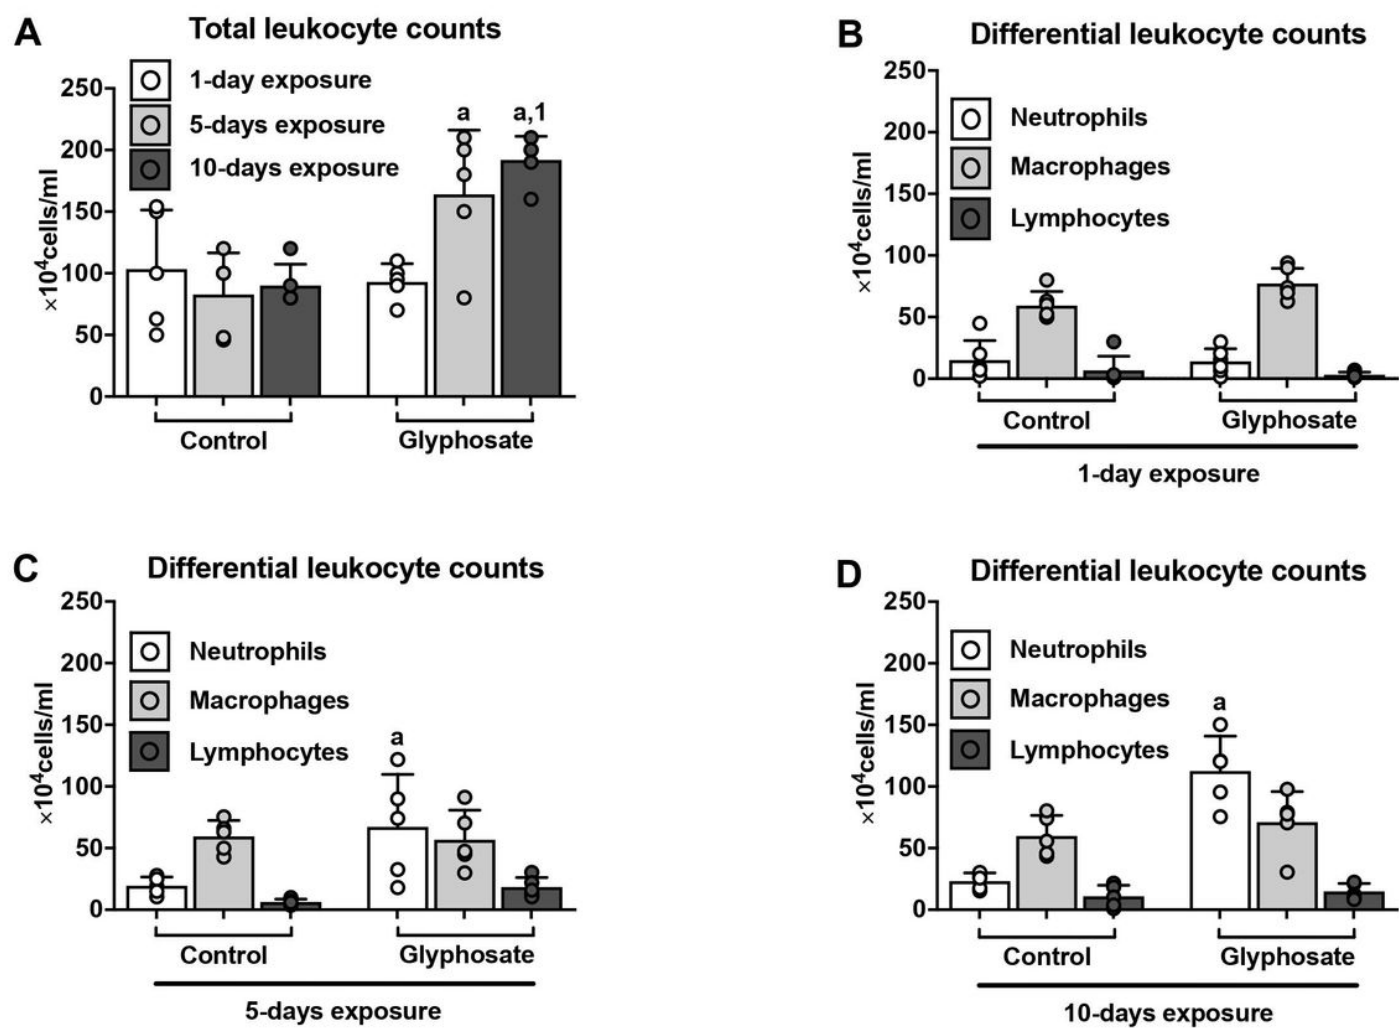 A
Total leukocyte counts
1-day exposure
5-days exposure
10-days exposure
a
a,1
250
200
150
100
50
0
×10⁴cells/ml
Control
Glyphosate
B
Differential leukocyte counts
Neutrophils
Macrophages
Lymphocytes
250
200
150
100
50
0
×10⁴cells/ml
Control
Glyphosate
1-day exposure
C
Differential leukocyte counts
Neutrophils
Macrophages
Lymphocytes
a
250
200
150
100
50
0
×10⁴cells/ml
Control
Glyphosate
5-days exposure
D
Differential leukocyte counts
Neutrophils
Macrophages
Lymphocytes
a
250
200
150
100
50
0
×10⁴cells/ml
Control
Glyphosate
10-days exposure